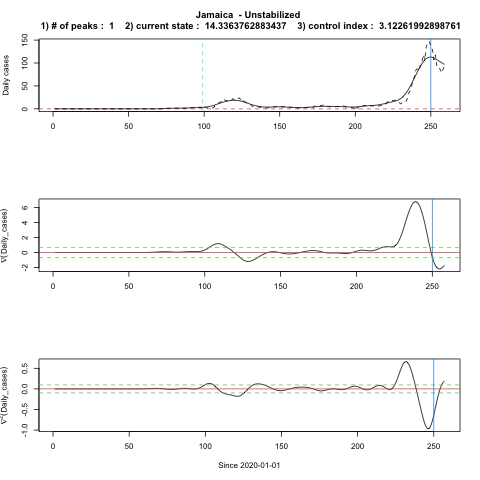 Jamaica - Unstabilized
1) # of peaks : 1 2) current state : 14.3363762883437 3) control index : 3.12261992898761
Daily cases
150
100
50
0
0 50 100 150 200 250
∇(Daily_cases)
6
4
2
0
-2
0 50 100 150 200 250
∇²(Daily_cases)
0.5
0.0
-0.5
-1.0
0 50 100 150 200 250
Since 2020-01-01